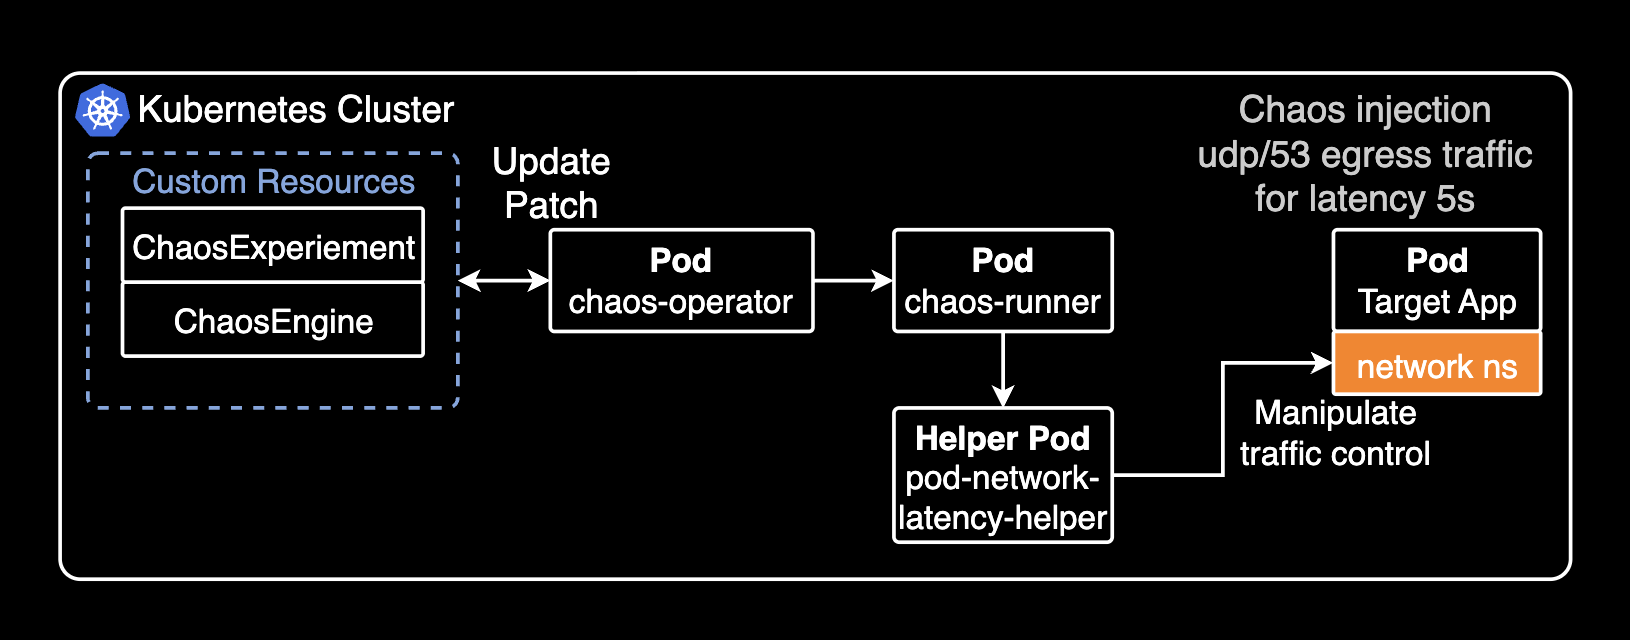 Kubernetes Cluster
Custom Resources
ChaosExperiement
ChaosEngine
Update
Patch
Pod
chaos-operator
Pod
chaos-runner
Helper Pod
pod-network-
latency-helper
Chaos injection
udp/53 egress traffic
for latency 5s
Pod
Target App
network ns
Manipulate
traffic control